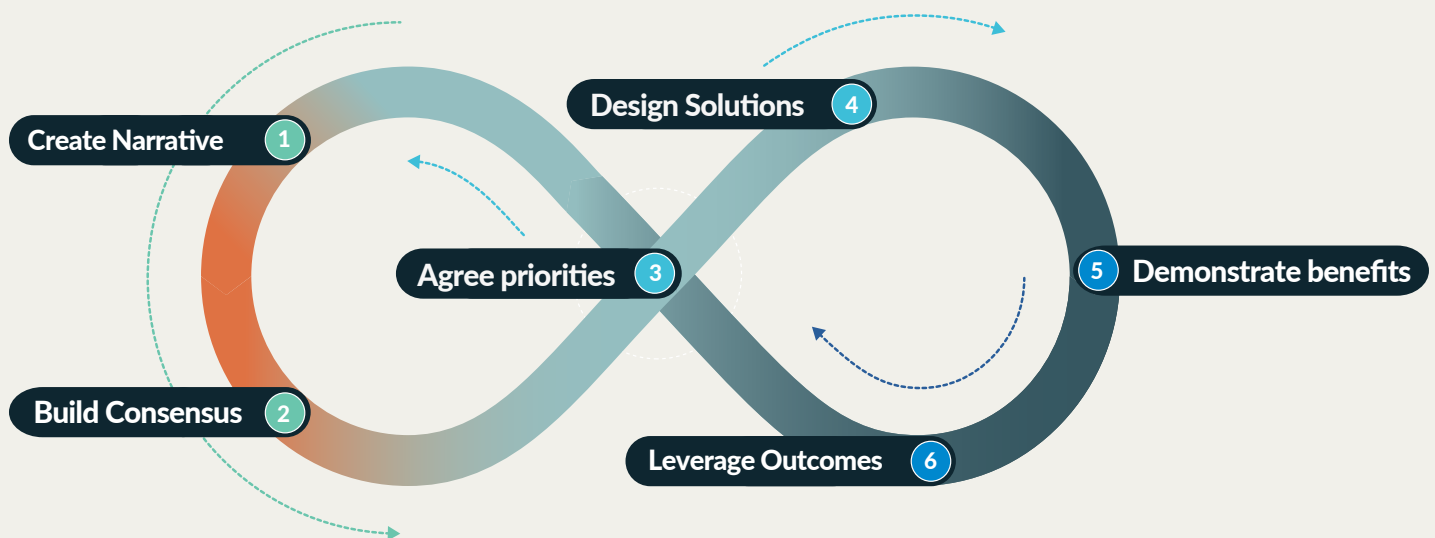 Create Narrative 1
Build Consensus 2
Agree priorities 3
Design Solutions 4
5 Demonstrate benefits
Leverage Outcomes 6